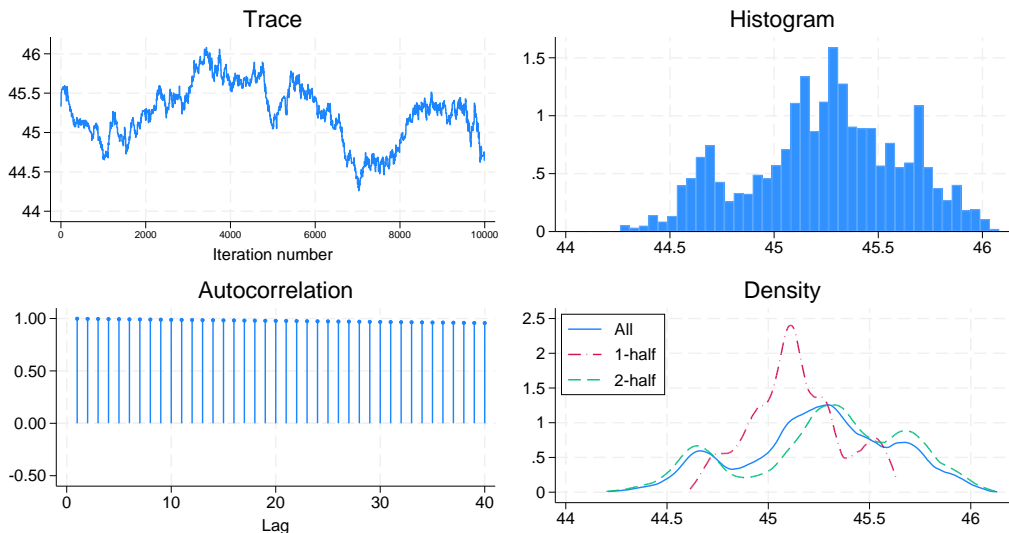 Trace
46
45.5
45
44.5
44
0 2000 4000 6000 8000 10000
Iteration number
Histogram
1.5
1
.5
0
44 44.5 45 45.5 46
Autocorrelation
1.00
0.50
0.00
-0.50
0 10 20 30 40
Lag
Density
2.5
2
1.5
1
.5
0
All
1-half
2-half
44 44.5 45 45.5 46